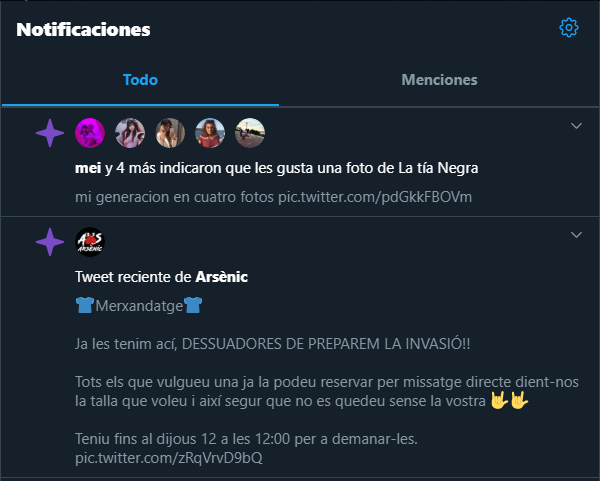 Notificaciones
Todo
Menciones
mei y 4 más indicaron que les gusta una foto de La tía Negra
mi generacion en cuatro fotos pic.twitter.com/pdGkkFBOVm
ARSÈNIC
Tweet reciente de Arsènic
👕Merxandatge👕
Ja les tenim ací, DESSUADORES DE PREPAREM LA INVASIÓ!!
Tots els que vulgueu una ja la podeu reservar per missatge directe dient-nos
la talla que voleu i així segur que no es quedeu sense la vostra 🤟🤟
Teniu fins al dijous 12 a les 12:00 per a demanar-les.
pic.twitter.com/zRqVrvD9bQ